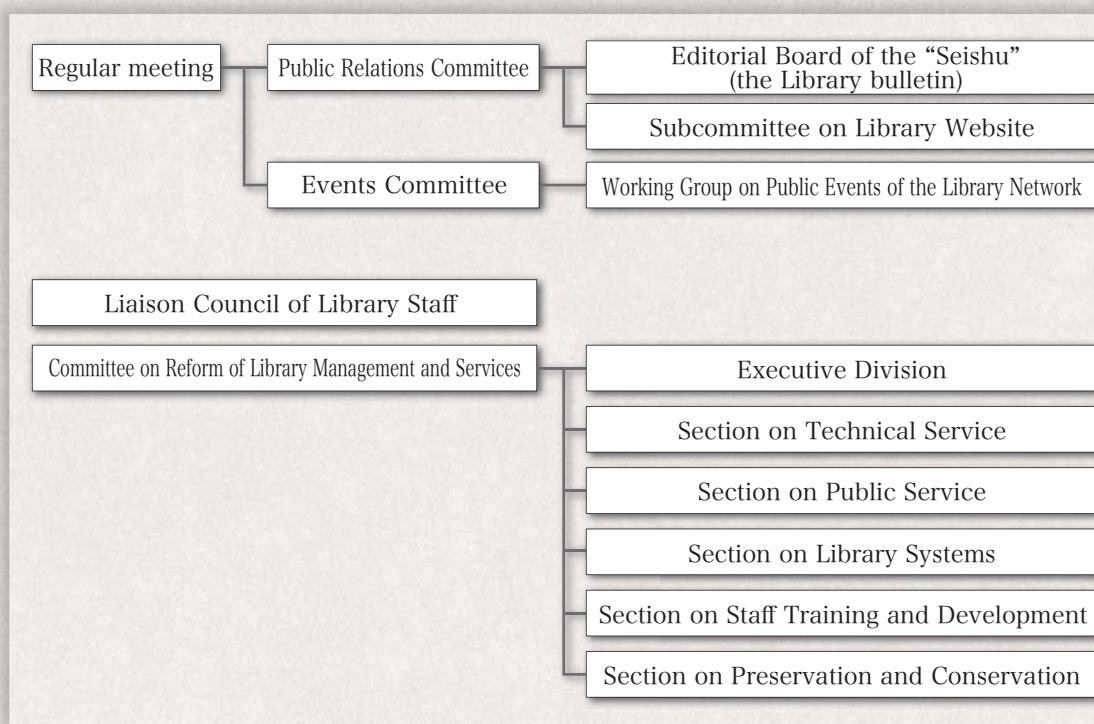 Regular meeting
Public Relations Committee
Editorial Board of the “Seishu”
(the Library bulletin)
Subcommittee on Library Website
Events Committee
Working Group on Public Events of the Library Network
Liaison Council of Library Staff
Committee on Reform of Library Management and Services
Executive Division
Section on Technical Service
Section on Public Service
Section on Library Systems
Section on Staff Training and Development
Section on Preservation and Conservation